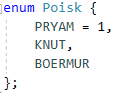 enum Poisk {
PRYAM = 1,
KNUT,
BOERMUR
};